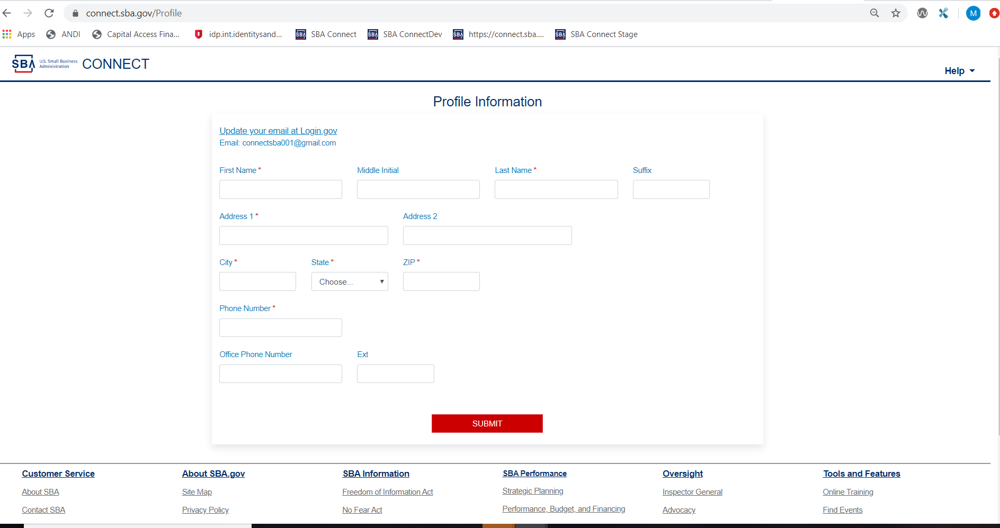 connect.sba.gov/Profile
M
Apps ANDI Capital Access Fina... idp.int.identitysand... SBA SBA Connect SBA SBA ConnectDev SBA https://connect.sba.... SBA SBA Connect Stage
SBA U.S. Small Business Administration CONNECT
Help
Profile Information
Update your email at Login.gov
Email: connectsba001@gmail.com
First Name * Middle Initial Last Name * Suffix
Address 1 * Address 2
City * State * ZIP *
Choose...
Phone Number *
Office Phone Number Ext
SUBMIT
Customer Service About SBA.gov SBA Information SBA Performance Oversight Tools and Features
About SBA Site Map Freedom of Information Act Strategic Planning Inspector General Online Training
Contact SBA Privacy Policy No Fear Act Performance, Budget, and Financing Advocacy Find Events